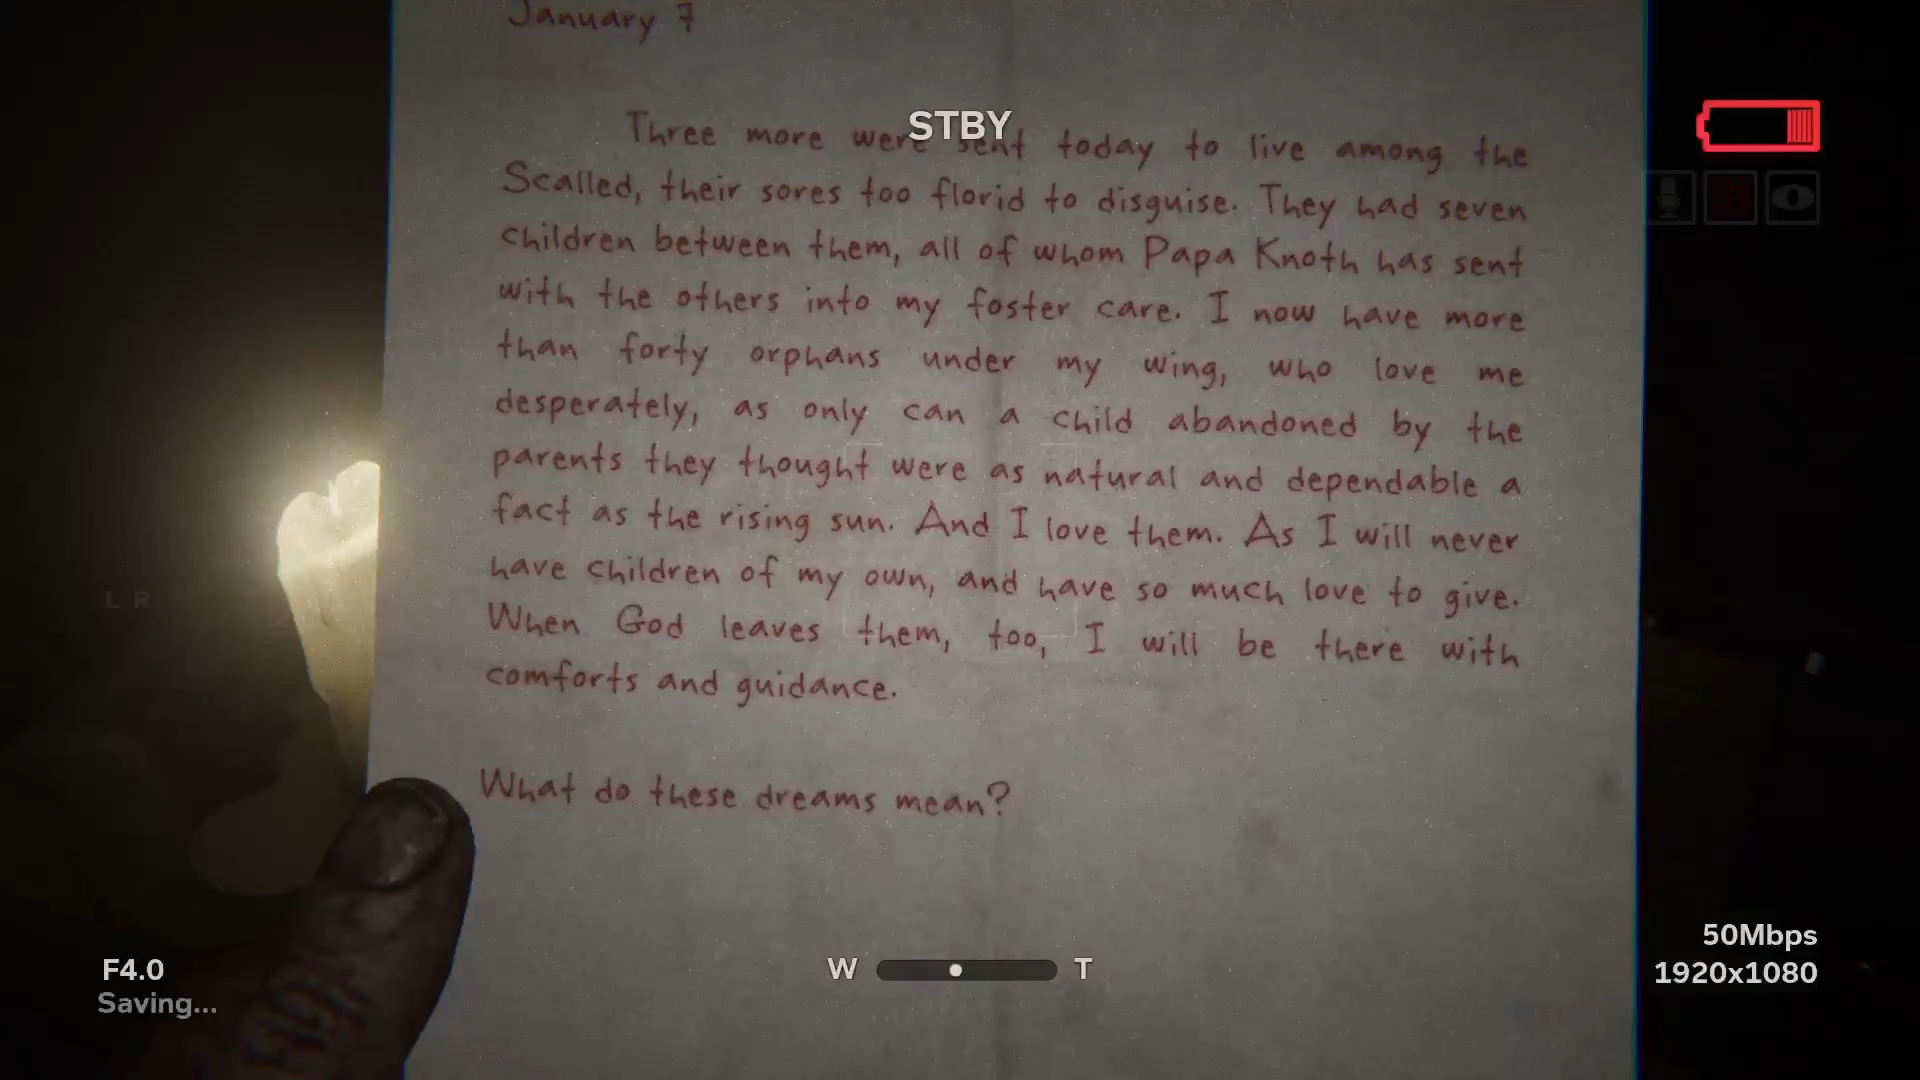 January 7
STBY
Three more were sent today to live among the
Scalled, their sores too florid to disguise. They had seven
children between them, all of whom Papa Knoth has sent
with the others into my foster care. I now have more
than forty orphans under my wing, who love me
desperately, as only can a child abandoned by the
parents they thought were as natural and dependable a
fact as the rising sun. And I love them. As I will never
have children of my own, and have so much love to give.
When God leaves them, too, I will be there with
comforts and guidance.
What do these dreams mean?
L R
F4.0
Saving...
W T
50Mbps
1920x1080